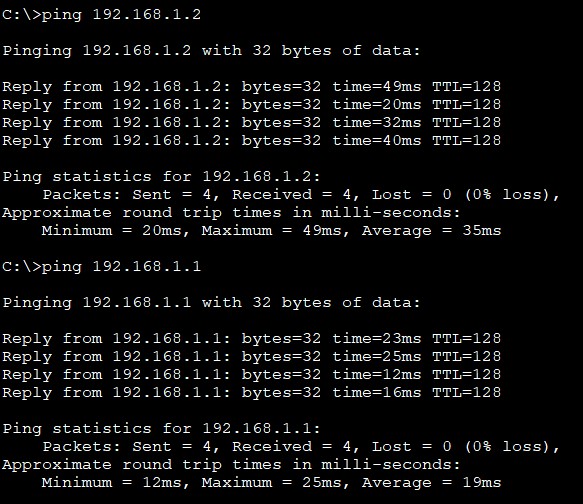 C:\>ping 192.168.1.2
Pinging 192.168.1.2 with 32 bytes of data:
Reply from 192.168.1.2: bytes=32 time=49ms TTL=128
Reply from 192.168.1.2: bytes=32 time=20ms TTL=128
Reply from 192.168.1.2: bytes=32 time=32ms TTL=128
Reply from 192.168.1.2: bytes=32 time=40ms TTL=128
Ping statistics for 192.168.1.2:
    Packets: Sent = 4, Received = 4, Lost = 0 (0% loss),
Approximate round trip times in milli-seconds:
    Minimum = 20ms, Maximum = 49ms, Average = 35ms
C:\>ping 192.168.1.1
Pinging 192.168.1.1 with 32 bytes of data:
Reply from 192.168.1.1: bytes=32 time=23ms TTL=128
Reply from 192.168.1.1: bytes=32 time=25ms TTL=128
Reply from 192.168.1.1: bytes=32 time=12ms TTL=128
Reply from 192.168.1.1: bytes=32 time=16ms TTL=128
Ping statistics for 192.168.1.1:
    Packets: Sent = 4, Received = 4, Lost = 0 (0% loss),
Approximate round trip times in milli-seconds:
    Minimum = 12ms, Maximum = 25ms, Average = 19ms